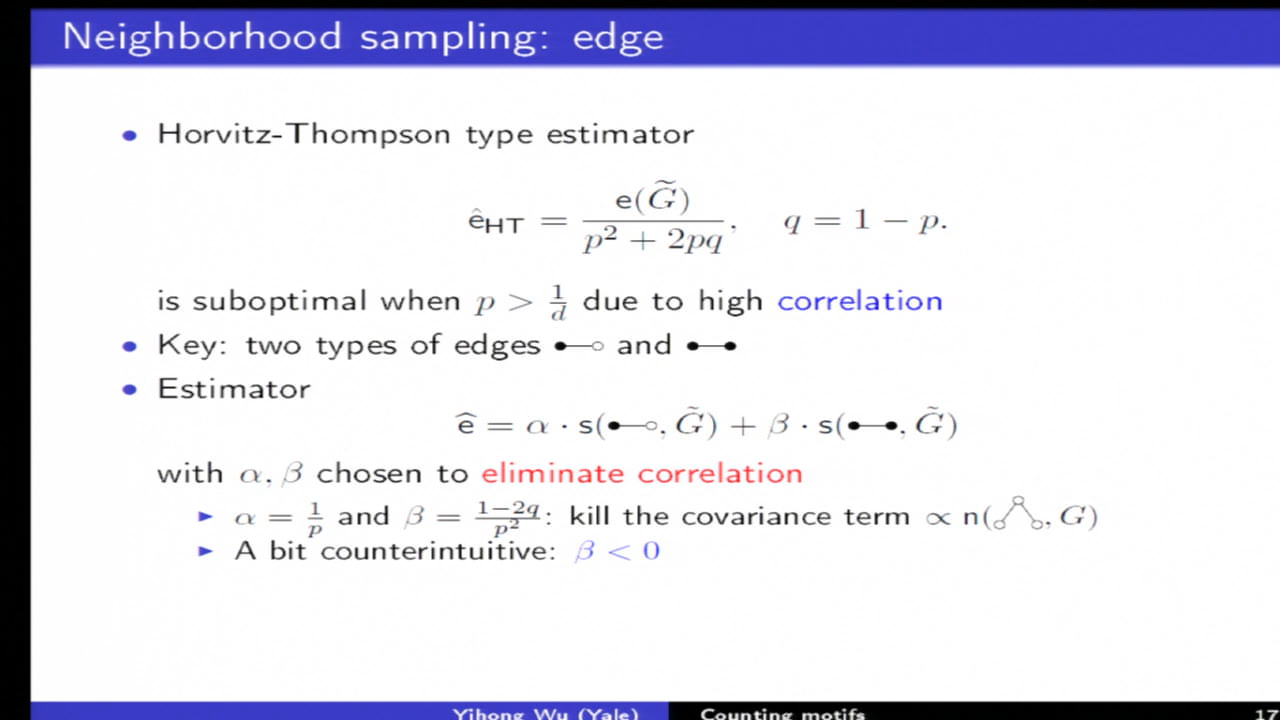 Neighborhood sampling: edge
• Horvitz-Thompson type estimator
ê_HT = e(G̃) / (p² + 2pq), q = 1 − p.
is suboptimal when p > 1/d due to high correlation
• Key: two types of edges ●—○ and ●—●
• Estimator
ê = α · s(●—○, G̃) + β · s(●—●, G̃)
with α, β chosen to eliminate correlation
► α = 1/p and β = (1−2q)/p²: kill the covariance term ∝ n(, G)
► A bit counterintuitive: β < 0
Yihong Wu (Yale) Counting motifs 17